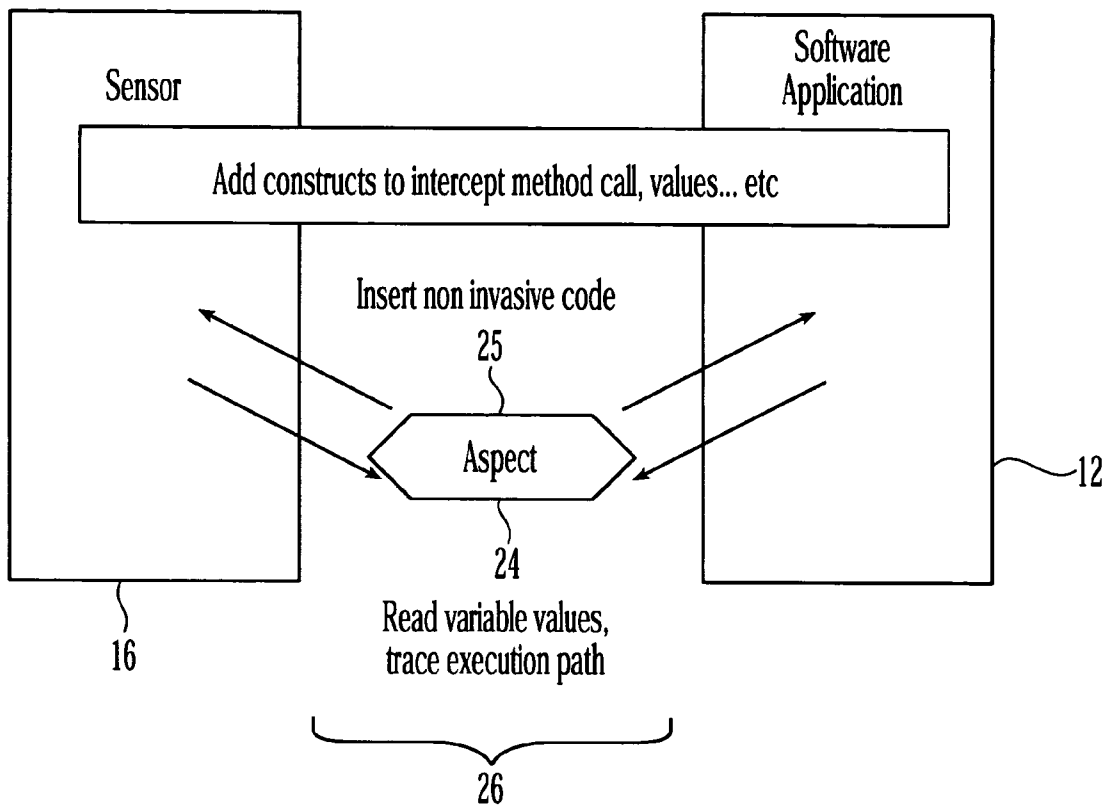 Sensor
Software
Application
Add constructs to intercept method call, values... etc
Insert non invasive code
25
Aspect
24
Read variable values,
trace execution path
12
16
26